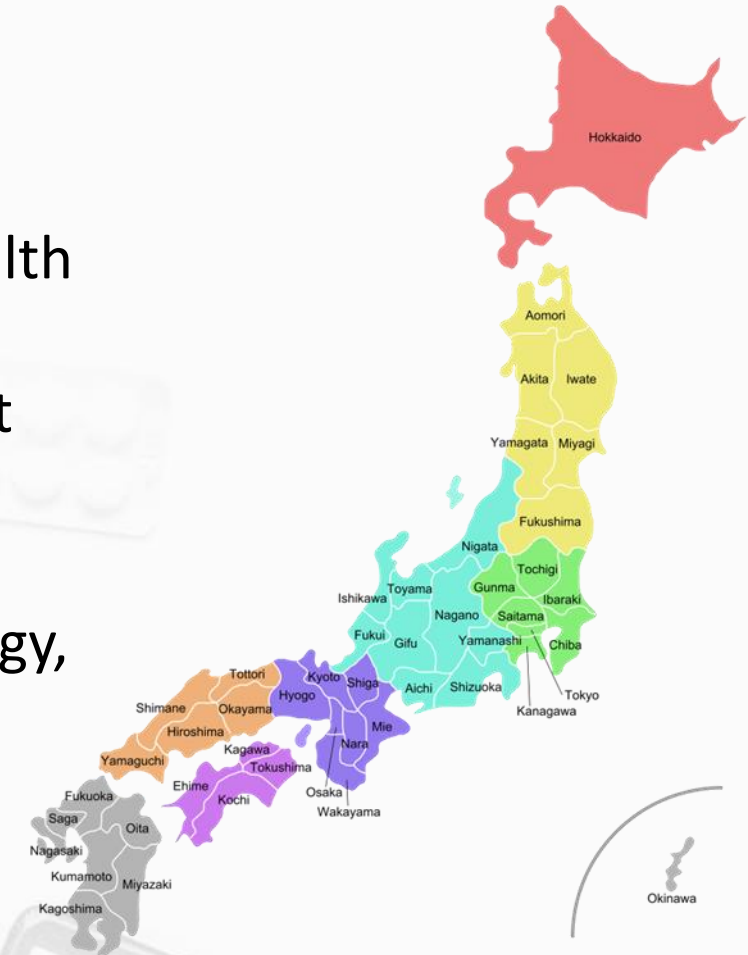 Hokkaido
lth
Aomori
Akita
Iwate
t
Yamagata
Miyagi
Fukushima
Nigata
Tochigi
Gunma
Toyama
Ishikawa
Ibaraki
Nagano
Saitama
Fukui
Gifu
Yamanashi
Chiba
gy,
Tottori
Kyoto
Shiga
Hyogo
Aichi
Shizuoka
Tokyo
Shimane
Okayama
Kanagawa
Mie
Hiroshima
Nara
Kagawa
Yamaguchi
Tokushima
Ehime
Osaka
Fukuoka
Kochi
Wakayama
Saga
Oita
Nagasaki
Kumamoto
Miyazaki
Okinawa
Kagoshima